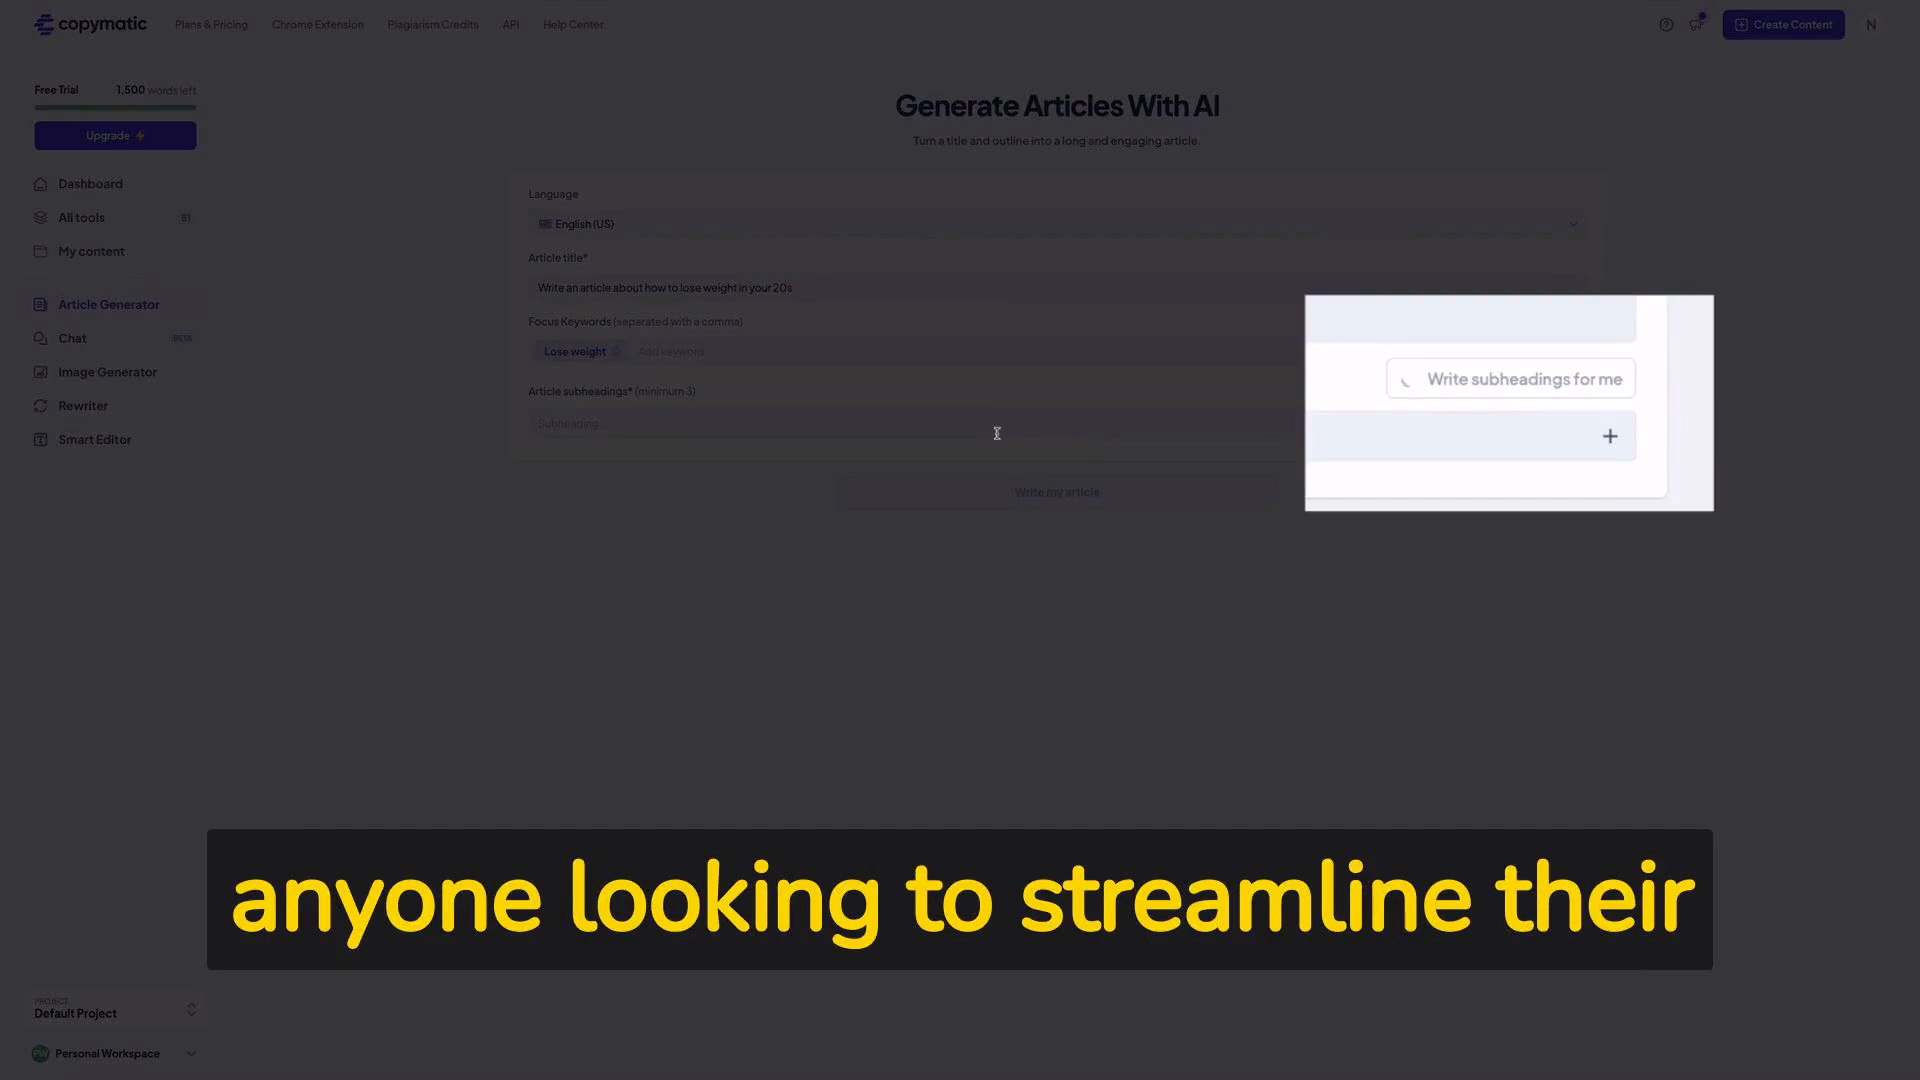 copymatic
Plans & Pricing
Chrome Extension
Plagiarism Credits
API
Help Center
Create Content
N
Free Trial
1,500 words left
Upgrade
Dashboard
All tools
81
My content
Article Generator
Chat
BETA
Image Generator
Rewriter
Smart Editor
Generate Articles With AI
Turn a title and outline into a long and engaging article.
Language
English (US)
Article title*
Write an article about how to lose weight in your 20s
Focus Keywords (separated with a comma)
Lose weight
Add keyword
Article subheadings* (minimum 3)
Write subheadings for me
Subheading
+
Write my article
anyone looking to streamline their
PROJECT
Default Project
PW
Personal Workspace